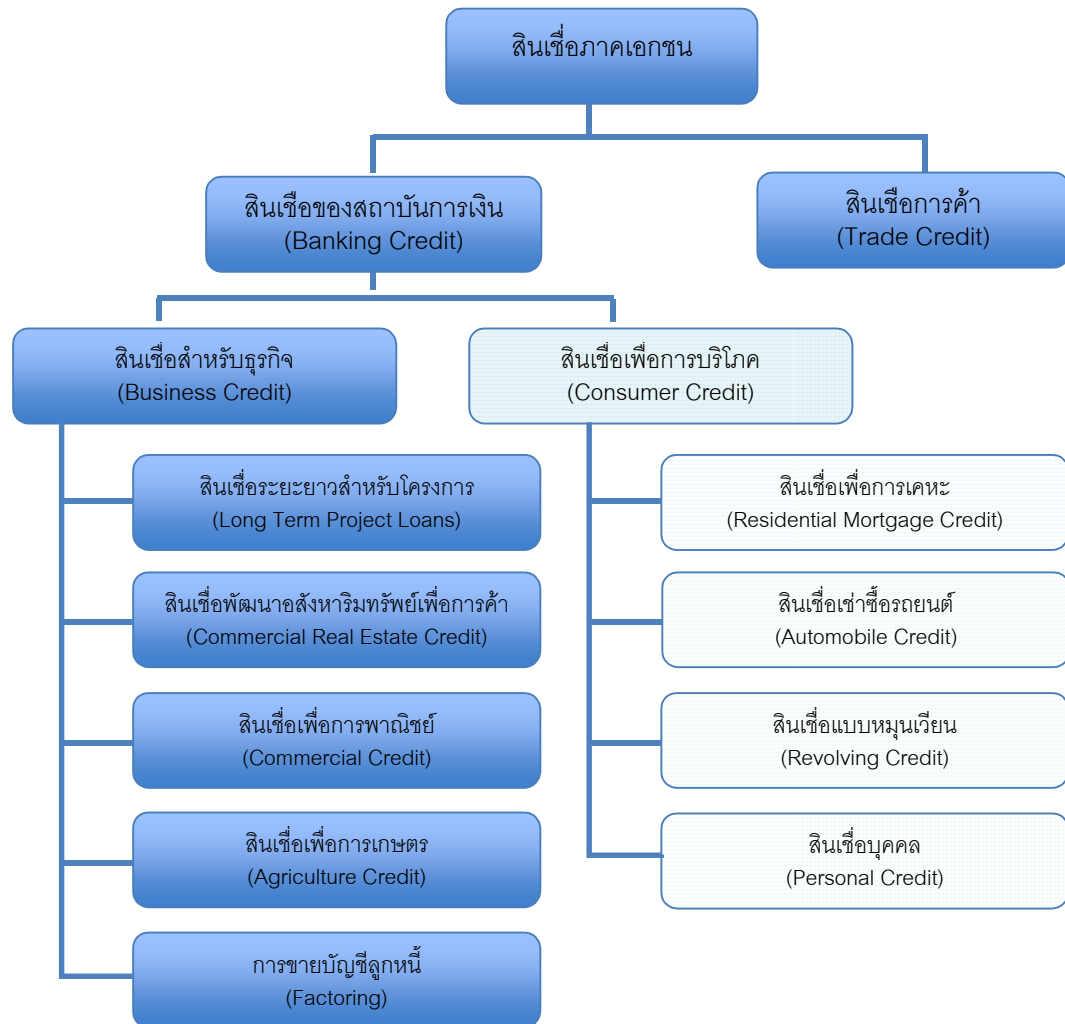 สินเชื่อภาคเอกชน
สินเชื่อของสถาบันการเงิน
(Banking Credit)
สินเชื่อการค้า
(Trade Credit)
สินเชื่อสำหรับธุรกิจ
(Business Credit)
สินเชื่อเพื่อการบริโภค
(Consumer Credit)
สินเชื่อระยะยาวสำหรับโครงการ
(Long Term Project Loans)
สินเชื่อพัฒนาอสังหาริมทรัพย์เพื่อการค้า
(Commercial Real Estate Credit)
สินเชื่อเพื่อการพาณิชย์
(Commercial Credit)
สินเชื่อเพื่อการเกษตร
(Agriculture Credit)
การขายบัญชีลูกหนี้
(Factoring)
สินเชื่อเพื่อการเคหะ
(Residential Mortgage Credit)
สินเชื่อเช่าซื้อรถยนต์
(Automobile Credit)
สินเชื่อแบบหมุนเวียน
(Revolving Credit)
สินเชื่อบุคคล
(Personal Credit)